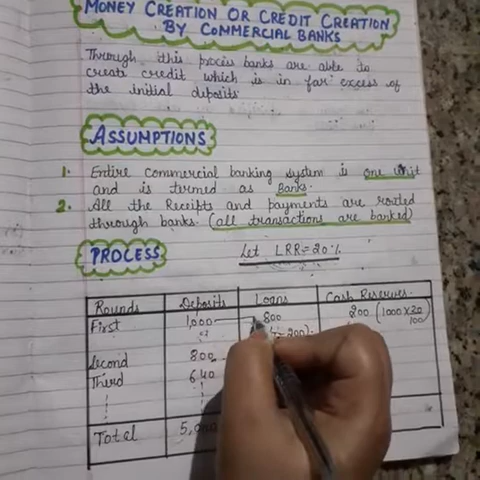 MONEY CREATION OR CREDIT CREATION
BY COMMERCIAL BANKS
Through this process banks are able to
create credit which is in far excess of
the initial deposits
ASSUMPTIONS
1. Entire commercial banking system is one unit
and is termed as Banks.
2. All the Receipts and payments are routed
through banks. (all transactions are banked)
PROCESS
Let LRR=20%
Rounds Deposits Loans Cash Reserves
First 1,000 800 200 (1000×20/100)
200)
Second 800
Third 640
Total